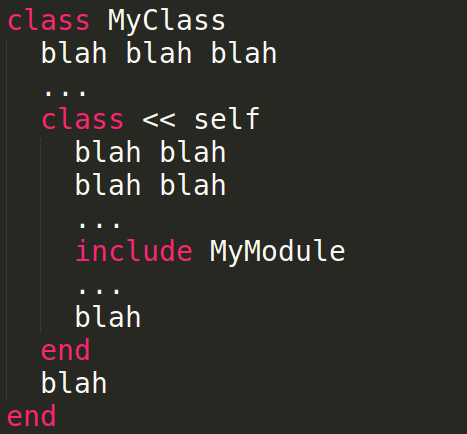 class MyClass
blah blah blah
...
class << self
blah blah
blah blah
...
include MyModule
...
blah
end
blah
end